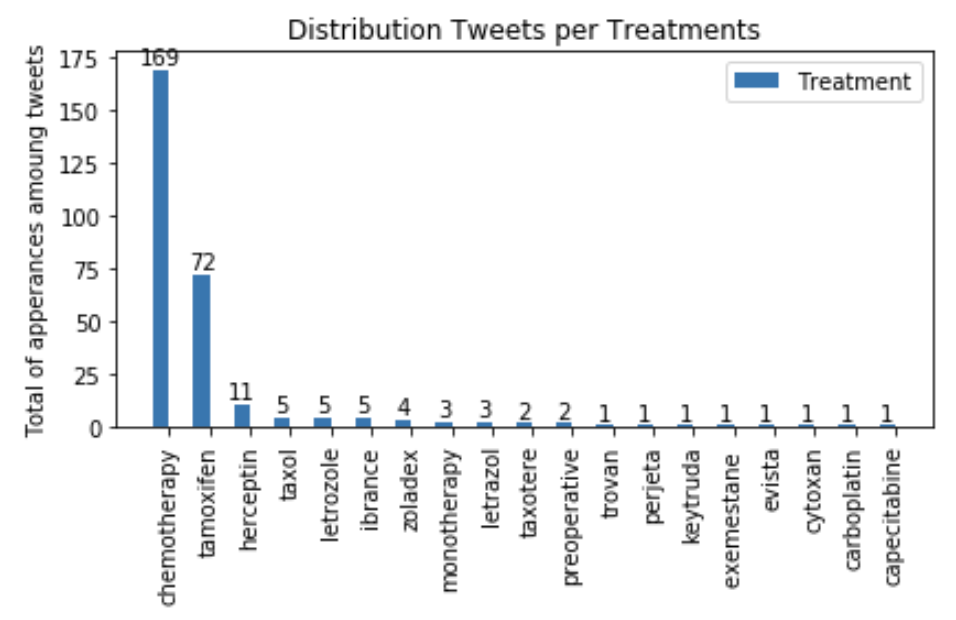 Distribution Tweets per Treatments
Total of apperances amoung tweets
175
150
125
100
75
50
25
0
Treatment
169
72
11
5
5
5
4
3
3
2
2
1
1
1
1
1
1
1
1
chemotherapy
tamoxifen
herceptin
taxol
letrozole
ibrance
zoladex
monotherapy
letrazol
taxotere
preoperative
trovan
perjeta
keytruda
exemestane
evista
cytoxan
carboplatin
capecitabine